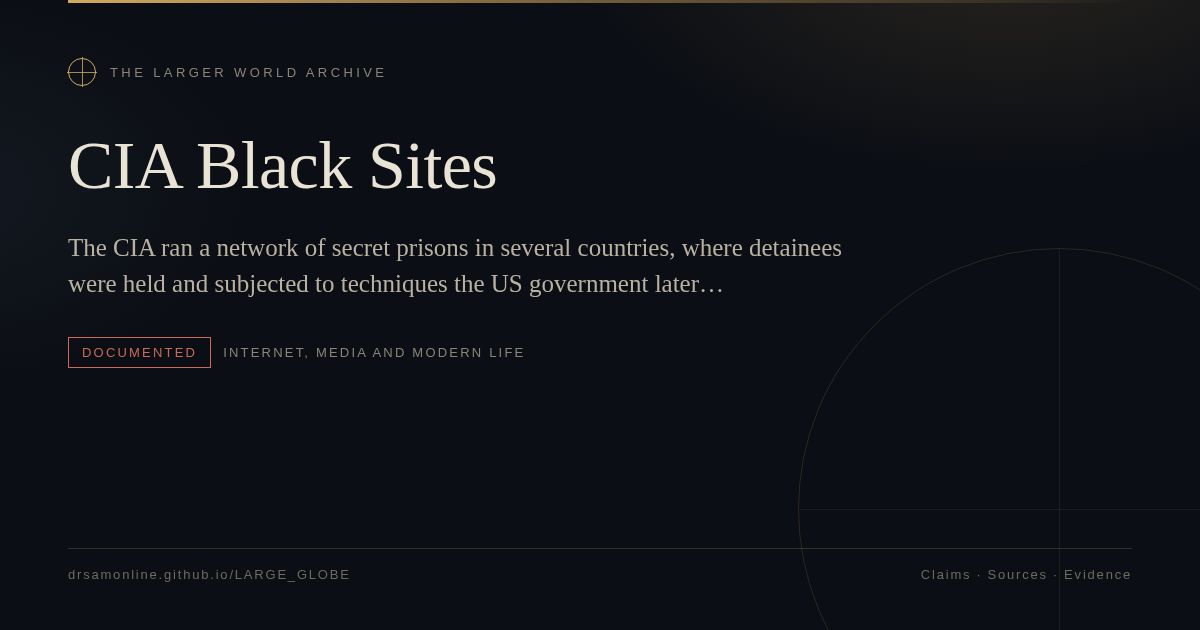 THE LARGER WORLD ARCHIVE
CIA Black Sites
The CIA ran a network of secret prisons in several countries, where detainees
were held and subjected to techniques the US government later…
DOCUMENTED
INTERNET, MEDIA AND MODERN LIFE
drsamonline.github.io/LARGE_GLOBE
Claims · Sources · Evidence